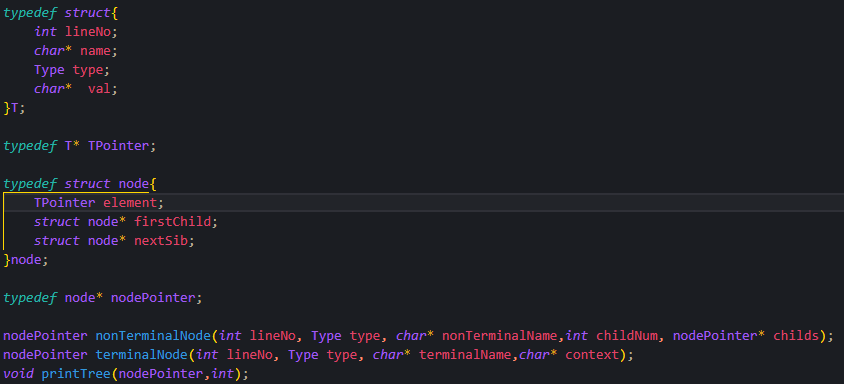 typedef struct{
    int lineNo;
    char* name;
    Type type;
    char*  val;
}T;

typedef T* TPointer;

typedef struct node{
    TPointer element;
    struct node* firstChild;
    struct node* nextSib;
}node;

typedef node* nodePointer;

nodePointer nonTerminalNode(int lineNo, Type type, char* nonTerminalName,int childNum, nodePointer* childs);
nodePointer terminalNode(int lineNo, Type type, char* terminalName,char* context);
void printTree(nodePointer,int);